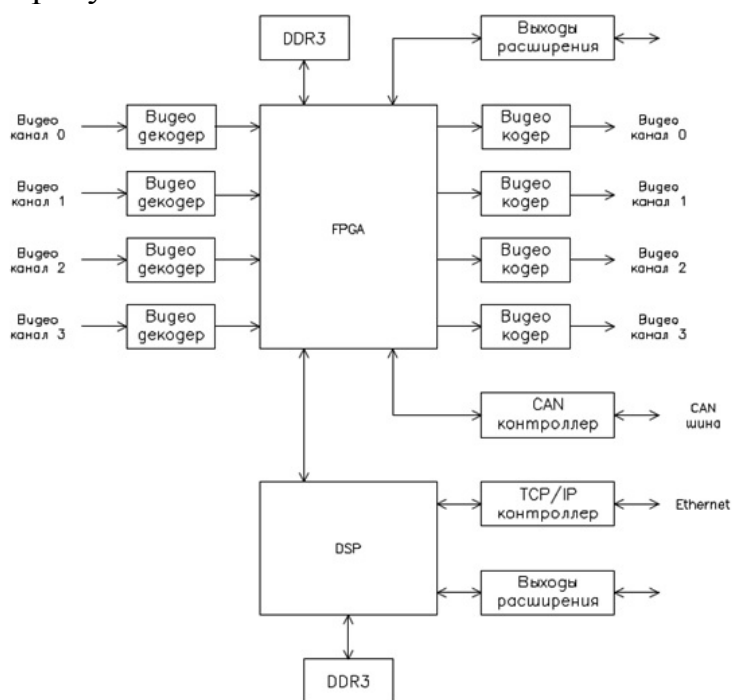 DDR3
Выходы
расширения
Видео
канал 0
Видео
декодер
Видео
кодер
Видео
канал 0
Видео
канал 1
Видео
декодер
Видео
кодер
Видео
канал 1
FPGA
Видео
канал 2
Видео
декодер
Видео
кодер
Видео
канал 2
Видео
канал 3
Видео
декодер
Видео
кодер
Видео
канал 3
CAN
контроллер
CAN
шина
TCP/IP
контроллер
Ethernet
DSP
Выходы
расширения
DDR3